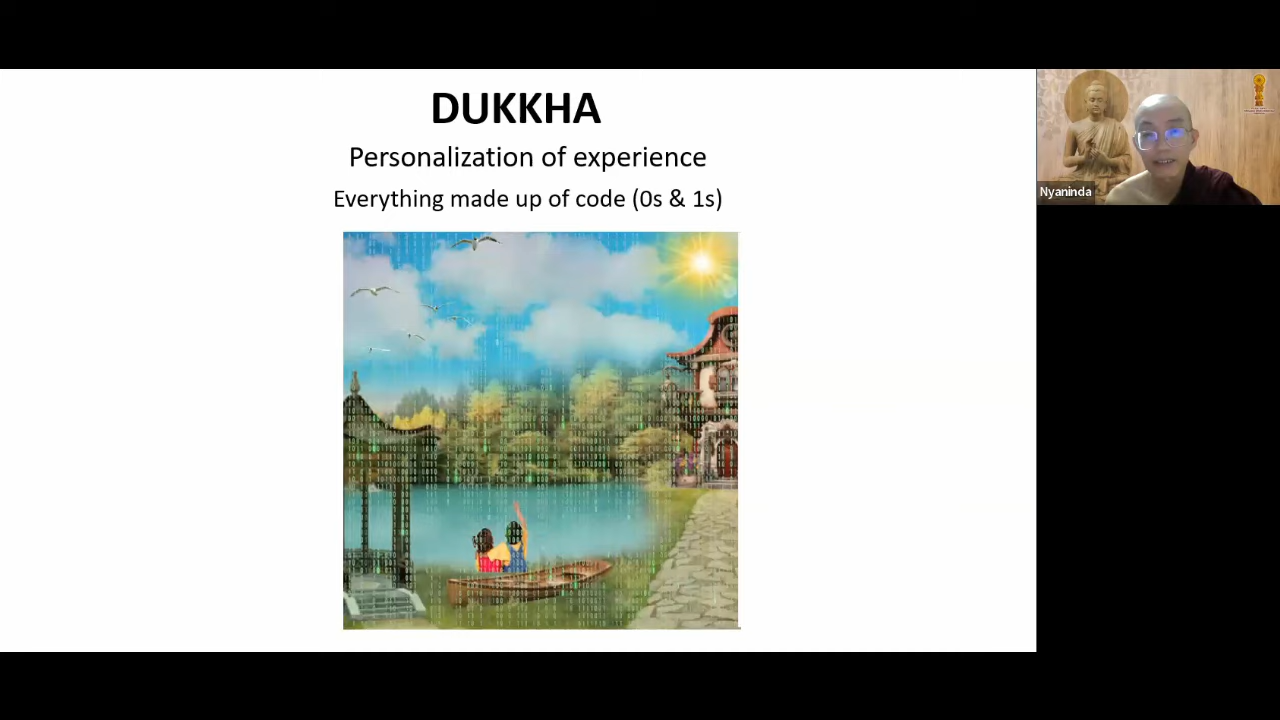 DUKKHA
Personalization of experience
Everything made up of code (0s & 1s)
Nyaninda